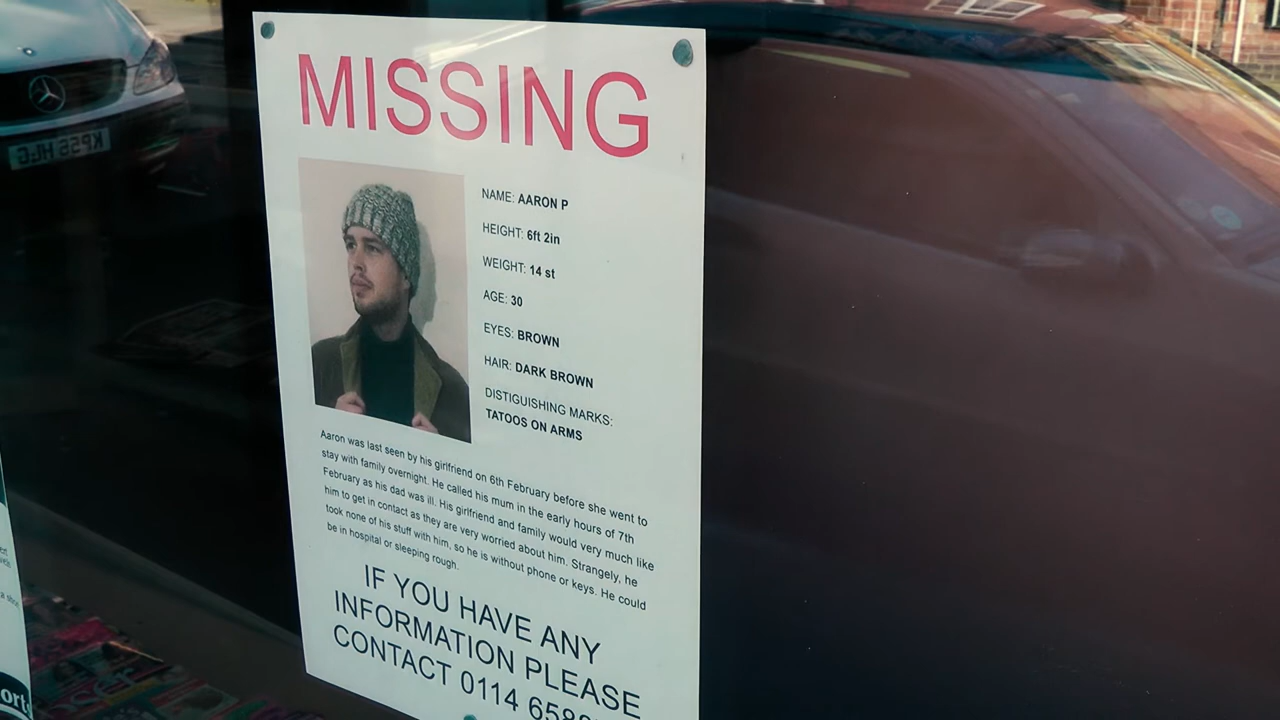 MISSING
NAME: AARON P
HEIGHT: 6ft 2in
WEIGHT: 14 st
AGE: 30
EYES: BROWN
HAIR: DARK BROWN
DISTIGUISHING MARKS:
TATOOS ON ARMS
Aaron was last seen by his girlfriend on 6th February before she went to
stay with family overnight. He called his mum in the early hours of 7th
February as his dad was ill. His girlfriend and family would very much like
him to get in contact as they are very worried about him. Strangely, he
took none of his stuff with him, so he is without phone or keys. He could
be in hospital or sleeping rough.
IF YOU HAVE ANY
INFORMATION PLEASE
CONTACT 0114